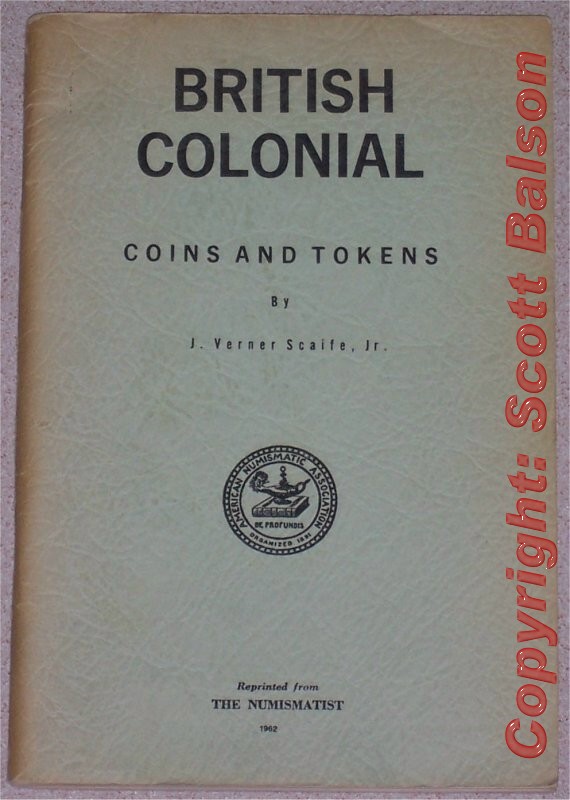 BRITISH
COLONIAL
COINS AND TOKENS
By
J. Verner Scaife, Jr.
AMERICAN NUMISMATIC ASSOCIATION
DE PROFUNDIS
ORGANIZED 1891
Reprinted from
THE NUMISMATIST
1962
Copyright: Scott Balson